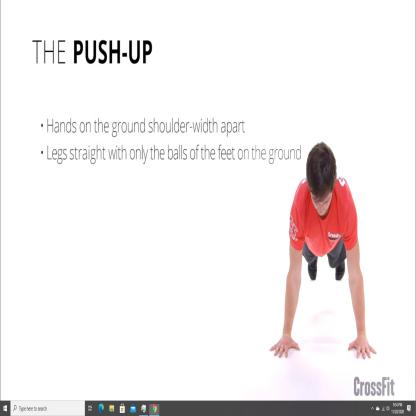 THE PUSH-UP
• Hands on the ground shoulder-width apart
• Legs straight with only the balls of the feet on the ground
CrossFit
Type here to search